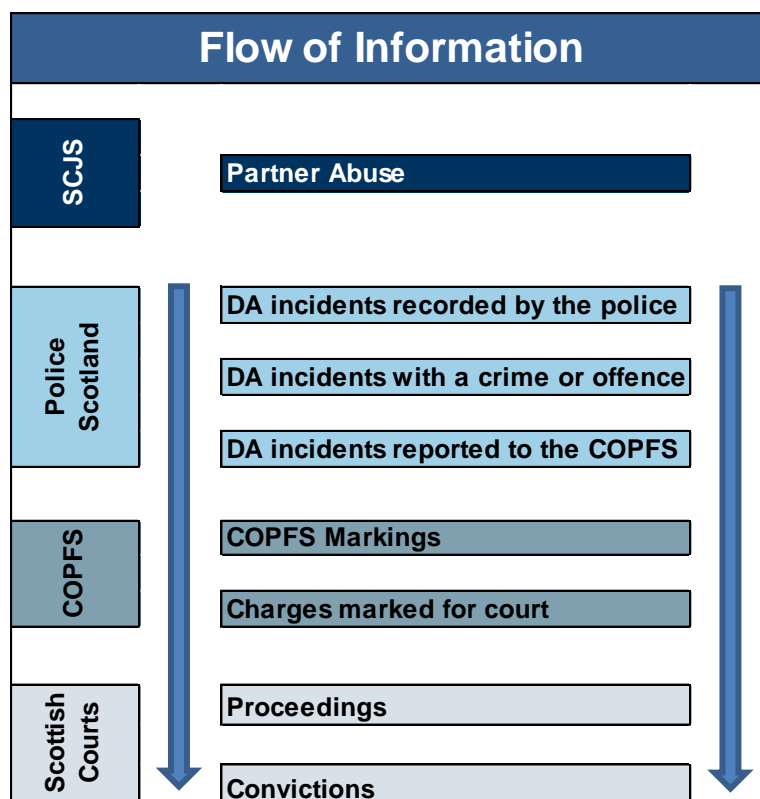 Flow of Information
SCJS
Partner Abuse
Police
Scotland
DA incidents recorded by the police
DA incidents with a crime or offence
DA incidents reported to the COPFS
COPFS
COPFS Markings
Charges marked for court
Scottish
Courts
Proceedings
Convictions